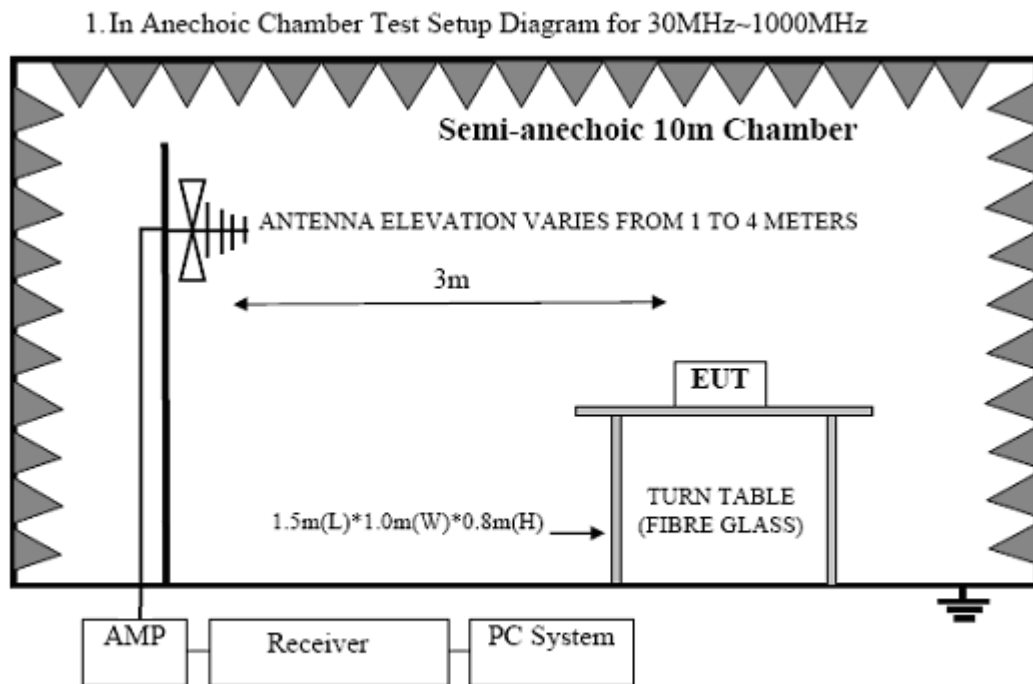 1. In Anechoic Chamber Test Setup Diagram for 30MHz~1000MHz
Semi-anechoic 10m Chamber
ANTENNA ELEVATION VARIES FROM 1 TO 4 METERS
3m
EUT
TURN TABLE
(FIBRE GLASS)
1.5m(L)*1.0m(W)*0.8m(H)
AMP
Receiver
PC System